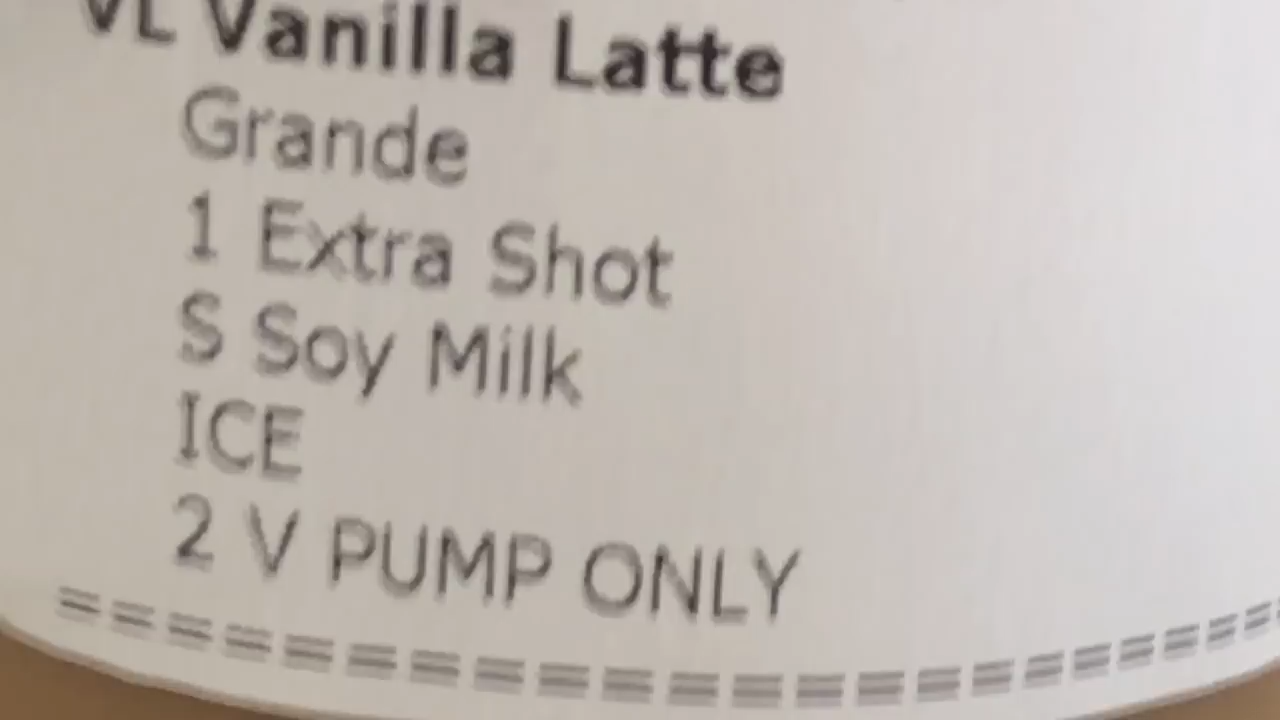 VL Vanilla Latte
Grande
1 Extra Shot
S Soy Milk
ICE
2 V PUMP ONLY
====================